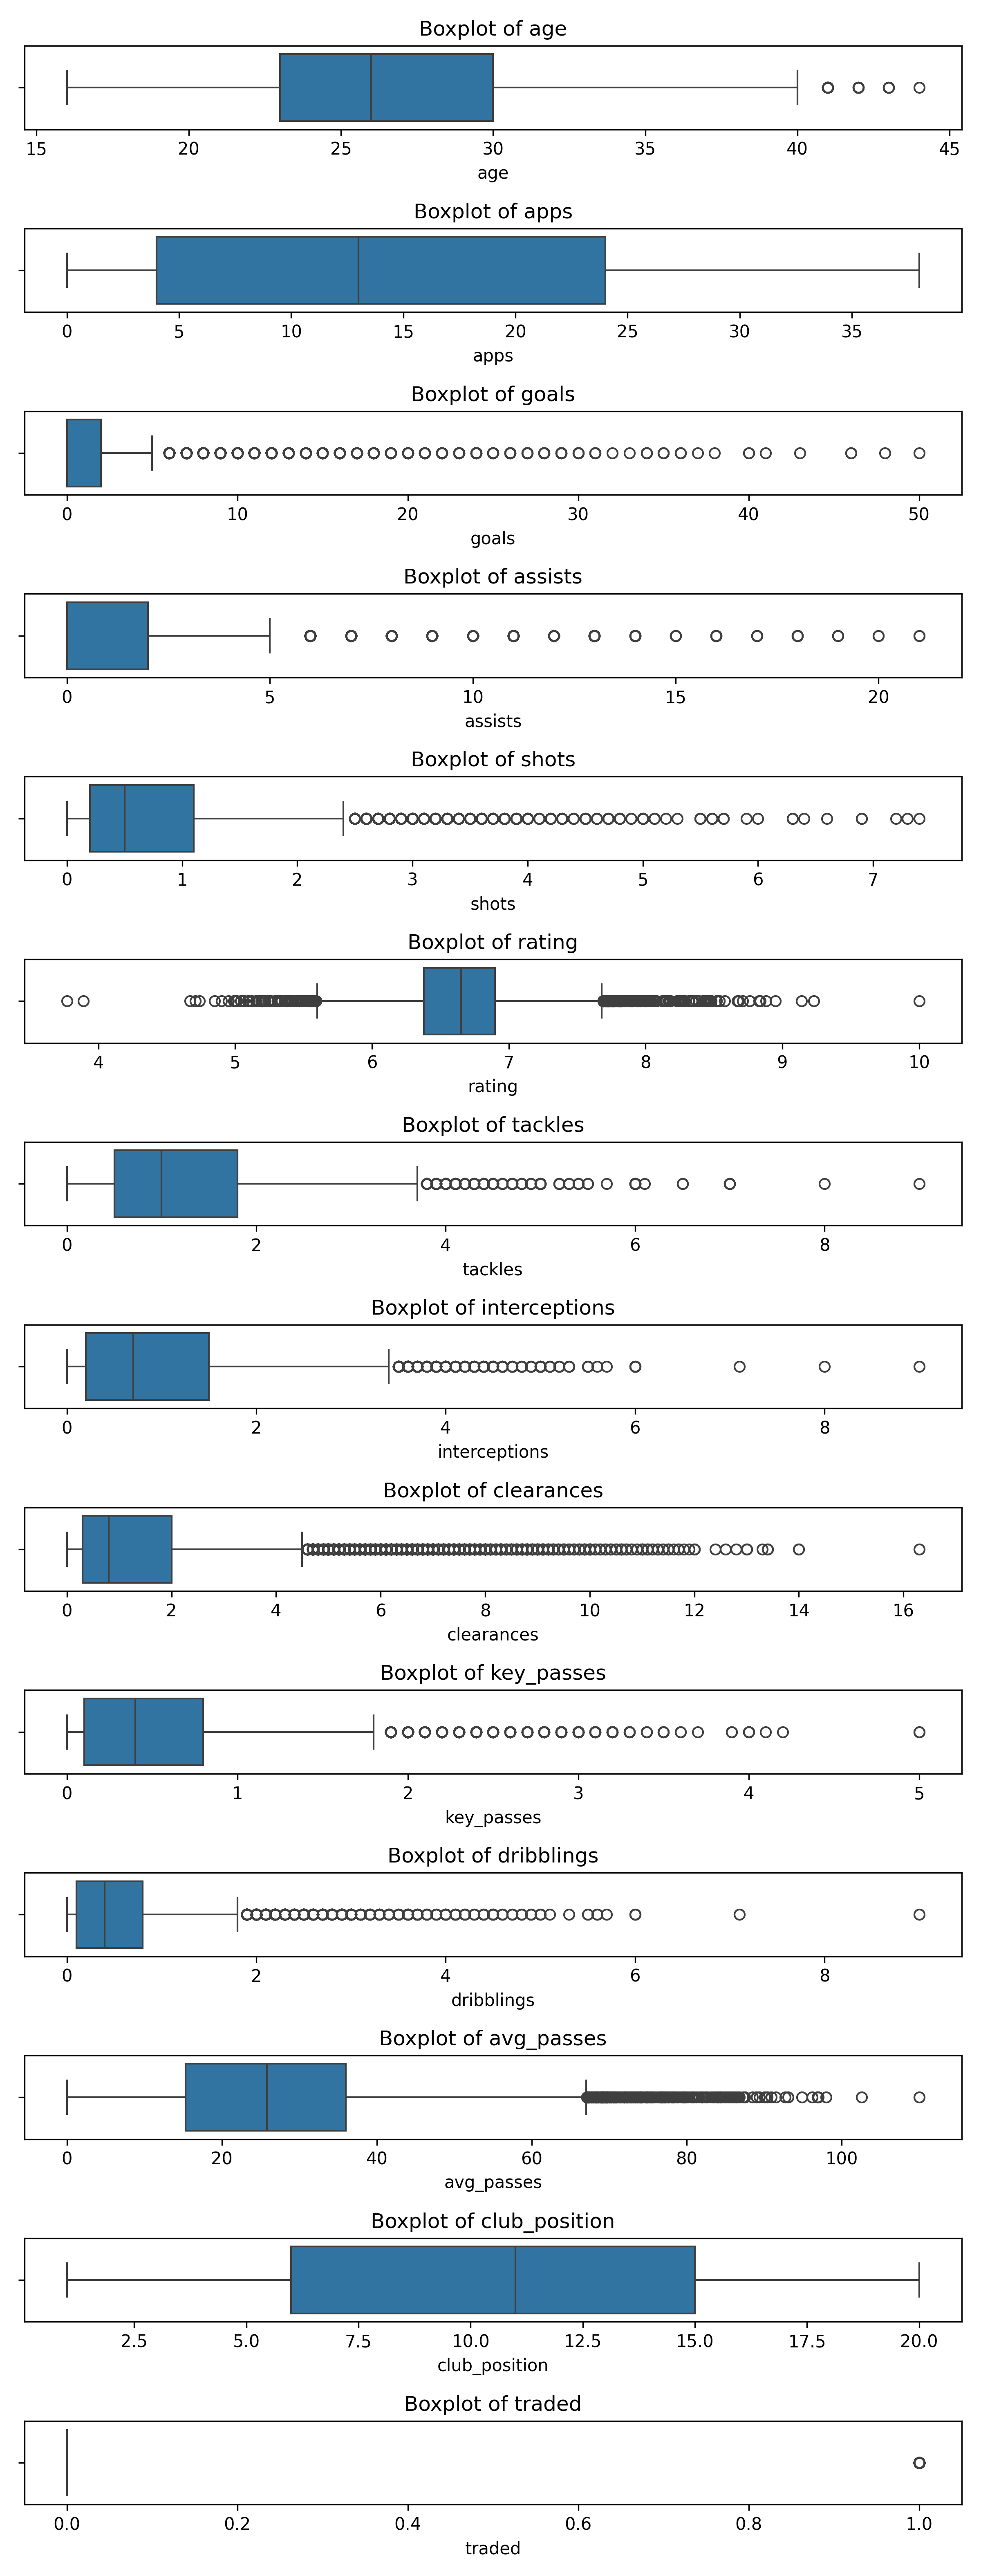 Boxplot of age
15 20 25 30 35 40 45
age
Boxplot of apps
0 5 10 15 20 25 30 35
apps
Boxplot of goals
0 10 20 30 40 50
goals
Boxplot of assists
0 5 10 15 20
assists
Boxplot of shots
0 1 2 3 4 5 6 7
shots
Boxplot of rating
4 5 6 7 8 9 10
rating
Boxplot of tackles
0 2 4 6 8
tackles
Boxplot of interceptions
0 2 4 6 8
interceptions
Boxplot of clearances
0 2 4 6 8 10 12 14 16
clearances
Boxplot of key_passes
0 1 2 3 4 5
key_passes
Boxplot of dribblings
0 2 4 6 8
dribblings
Boxplot of avg_passes
0 20 40 60 80 100
avg_passes
Boxplot of club_position
2.5 5.0 7.5 10.0 12.5 15.0 17.5 20.0
club_position
Boxplot of traded
0.0 0.2 0.4 0.6 0.8 1.0
traded